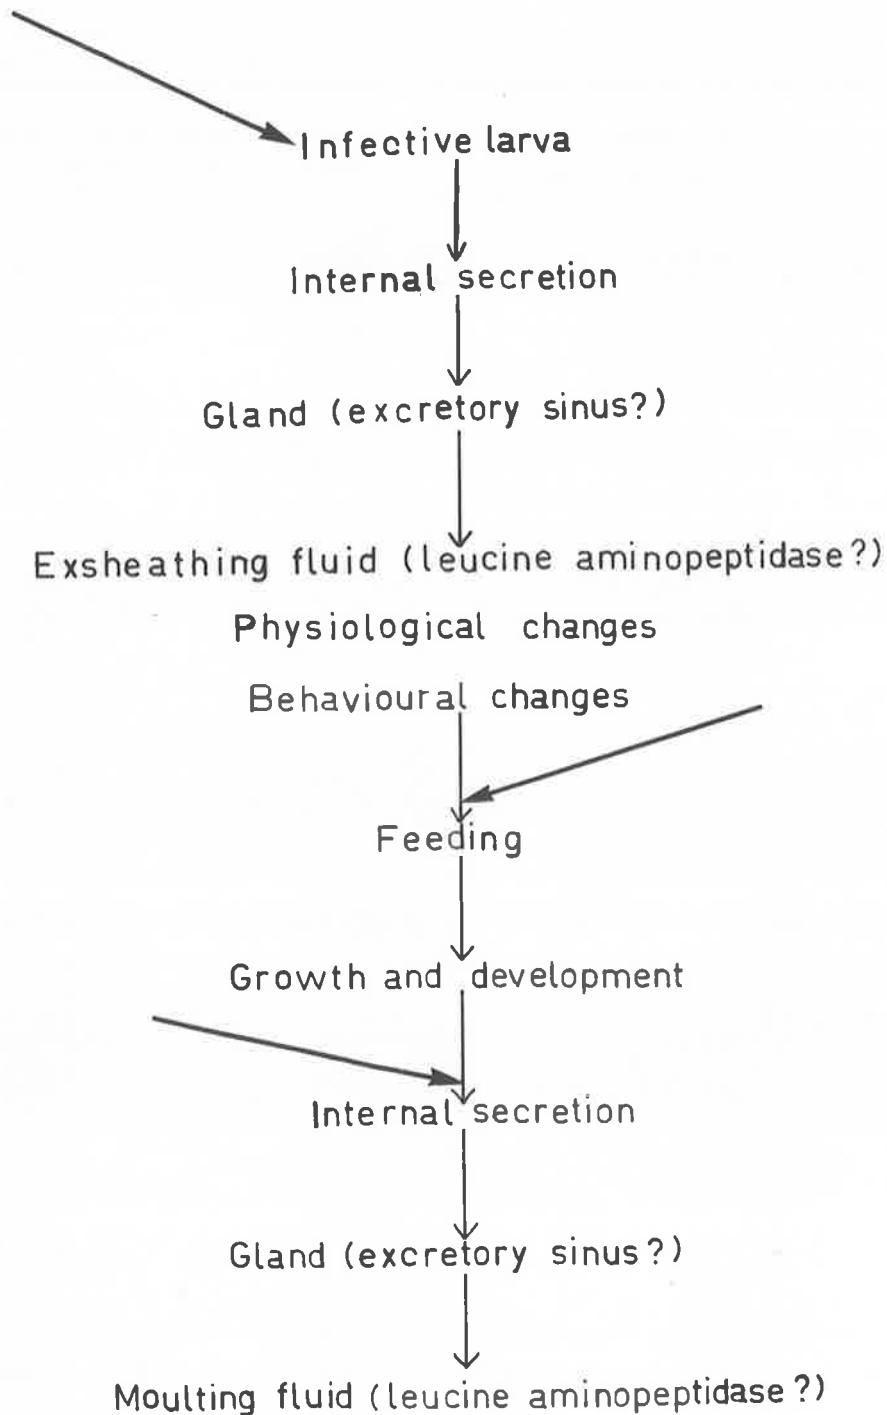 Infective larva
Internal secretion
Gland (excretory sinus?)
Exsheathing fluid (leucine aminopeptidase?)
Physiological changes
Behavioural changes
Feeding
Growth and development
Internal secretion
Gland (excretory sinus?)
Moulting fluid (leucine aminopeptidase?)